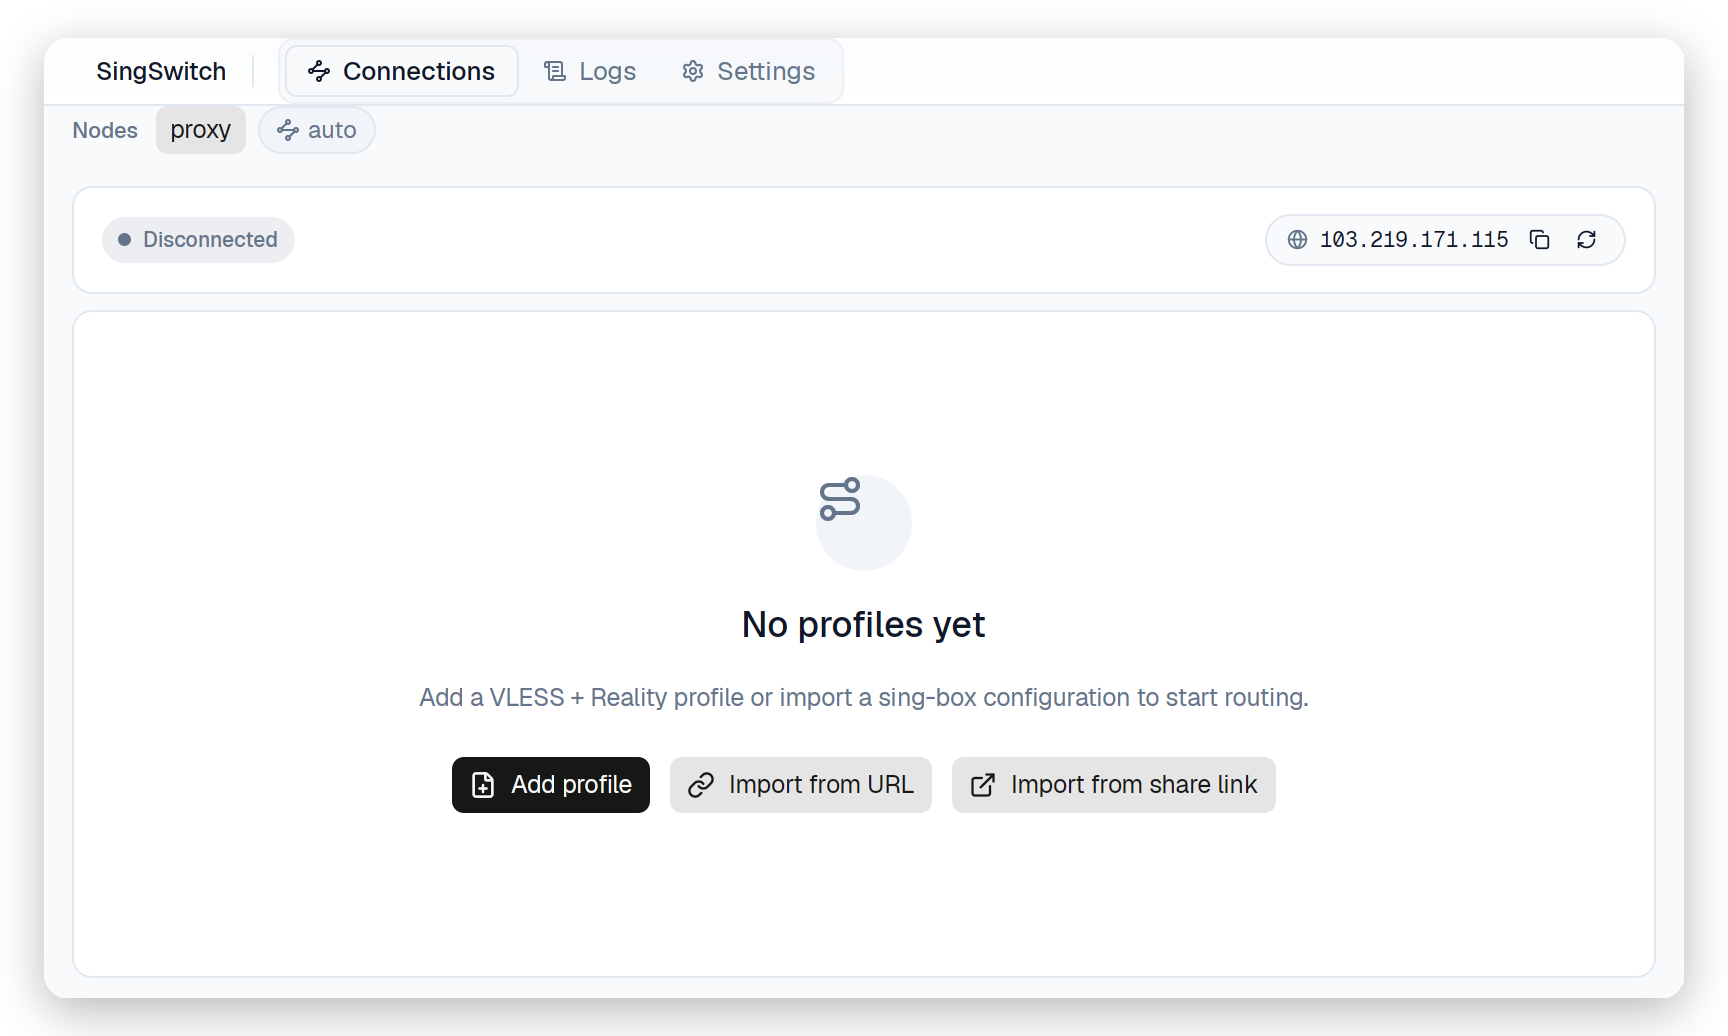 SingSwitch
Connections
Logs
Settings
Nodes
proxy
auto
Disconnected
103.219.171.115
No profiles yet
Add a VLESS + Reality profile or import a sing-box configuration to start routing.
Add profile
Import from URL
Import from share link